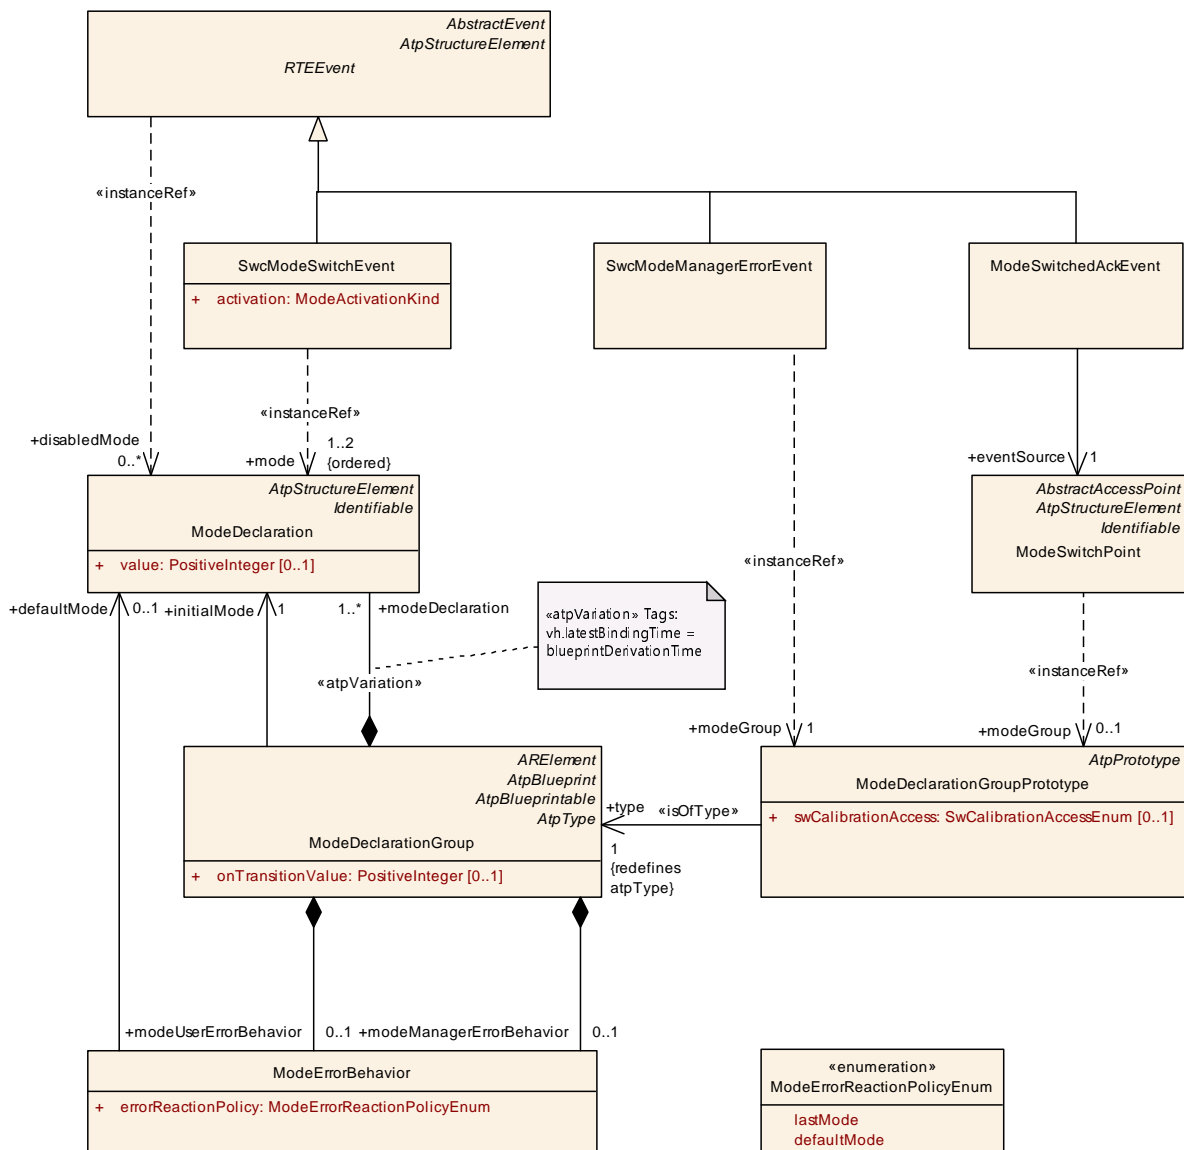 AbstractEvent
AtpStructureElement
RTEEvent
«instanceRef»
SwcModeSwitchEvent
+ activation: ModeActivationKind
SwcModeManagerErrorEvent
ModeSwitchedAckEvent
«instanceRef»
+disabledMode
0..*
+mode
1..2
{ordered}
+eventSource
1
AtpStructureElement
Identifiable
ModeDeclaration
+ value: PositiveInteger [0..1]
AbstractAccessPoint
AtpStructureElement
Identifiable
ModeSwitchPoint
«instanceRef»
+defaultMode
0..1
+initialMode
1
1..*
+modeDeclaration
«atpVariation» Tags:
vh.latestBindingTime =
blueprintDerivationTime
«atpVariation»
«instanceRef»
+modeGroup
1
+modeGroup
0..1
ARElement
AtpBlueprint
AtpBlueprintable
AtpType
ModeDeclarationGroup
+ onTransitionValue: PositiveInteger [0..1]
+type
«isOfType»
1
{redefines
atpType}
AtpPrototype
ModeDeclarationGroupPrototype
+ swCalibrationAccess: SwCalibrationAccessEnum [0..1]
+modeUserErrorBehavior
0..1
+modeManagerErrorBehavior
0..1
ModeErrorBehavior
+ errorReactionPolicy: ModeErrorReactionPolicyEnum
«enumeration»
ModeErrorReactionPolicyEnum
lastMode
defaultMode